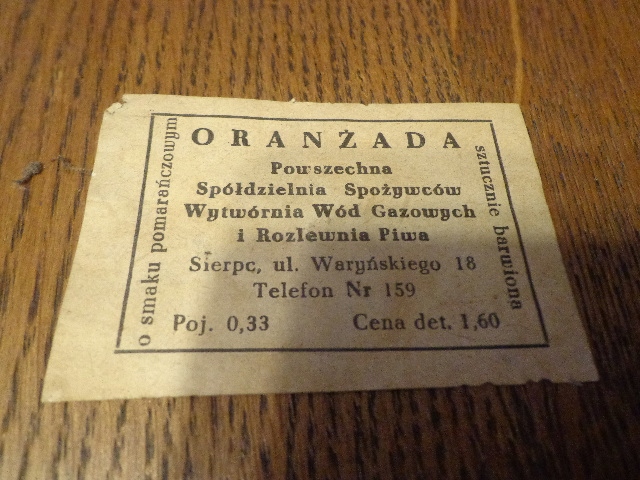 ORANŻADA
Powszechna
Spółdzielnia Spożywców
Wytwórnia Wód Gazowych
i Rozlewnia Piwa
Sierpc, ul. Waryńskiego 18
Telefon Nr 159
Poj. 0,33 Cena det. 1,60
o smaku pomarańczowym
sztucznie barwiona